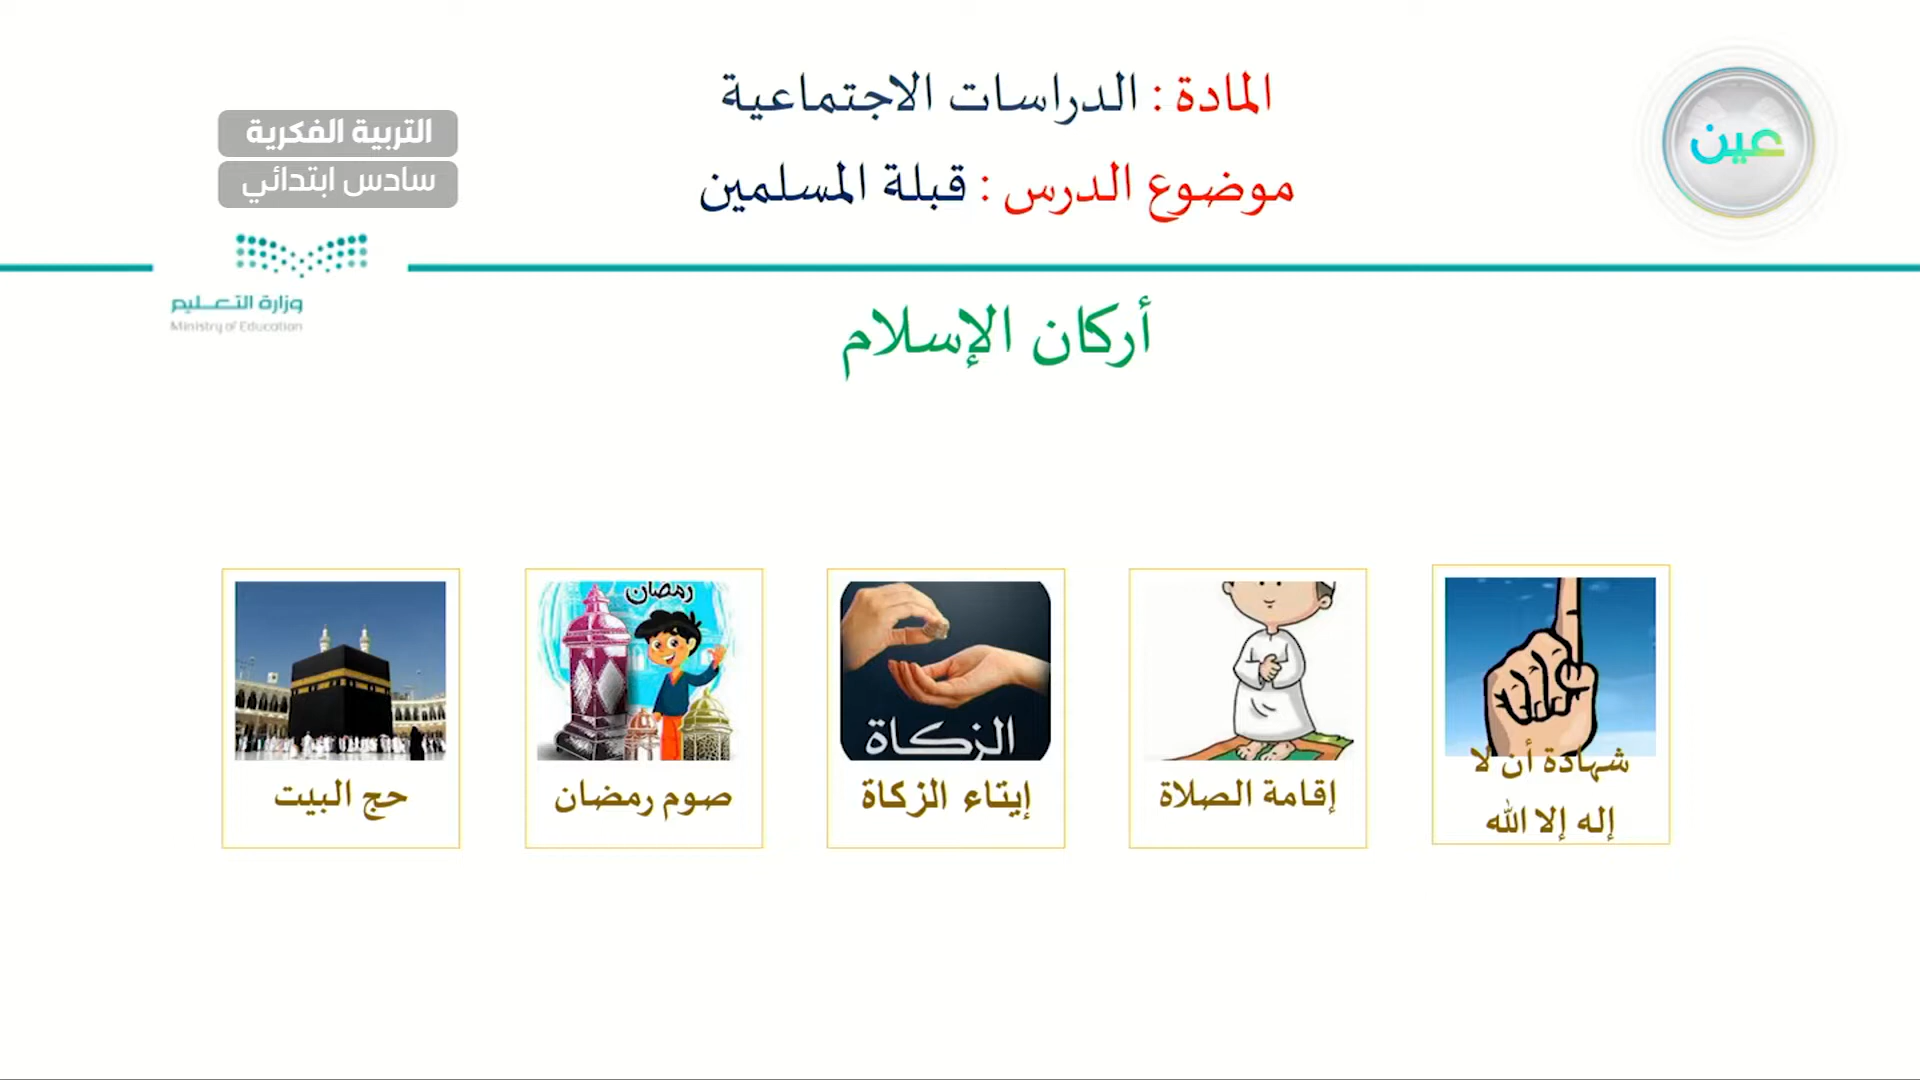 المادة : الدراسات الاجتماعية
موضوع الدرس : قبلة المسلمين
عين
التربية الفكرية
سادس ابتدائي
وزارة التعليم
Ministry of Education
أركان الإسلام
شهادة أن لا
إله إلا الله
إقامة الصلاة
الزكاة
إيتاء الزكاة
رمضان
صوم رمضان
حج البيت